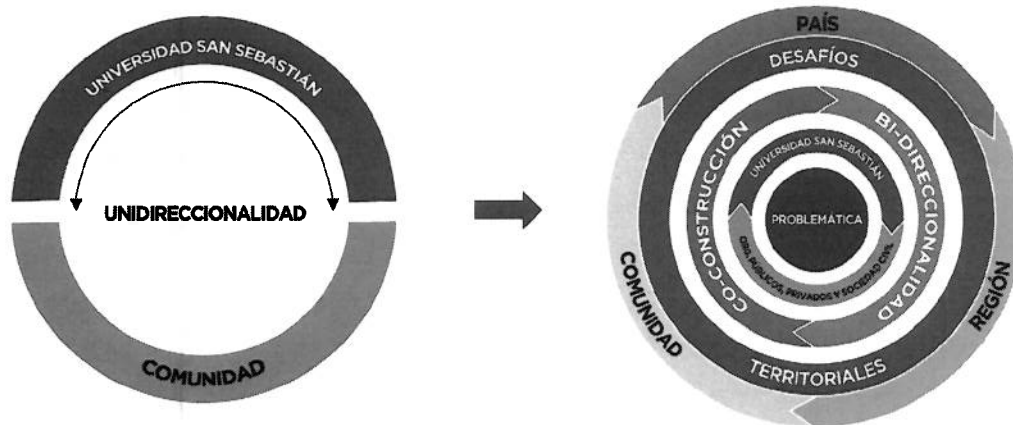 UNIVERSIDAD SAN SEBASTIÁN
UNIDIRECCIONALIDAD
COMUNIDAD
PAÍS
DESAFÍOS
CO-CONSTRUCCIÓN
BI-DIRECCIONALIDAD
UNIVERSIDAD SAN SEBASTIÁN
PROBLEMÁTICA
ORG. PÚBLICOS, PRIVADOS Y SOCIEDAD CIVIL
COMUNIDAD
REGIÓN
TERRITORIALES